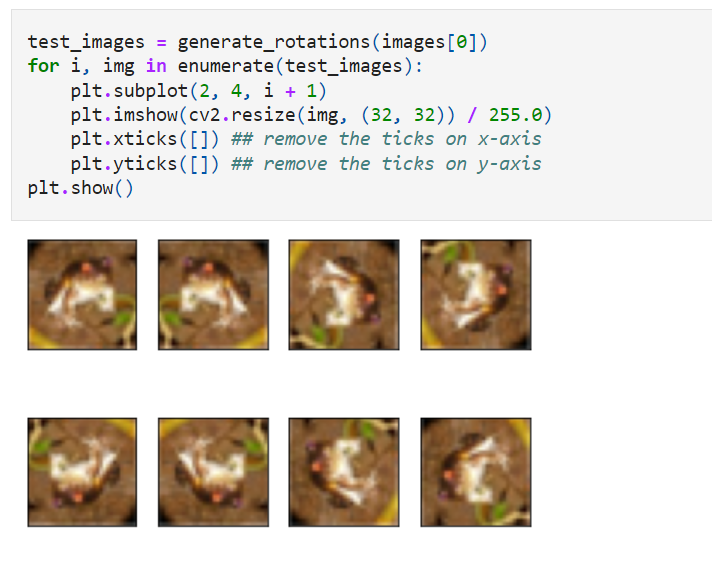 test_images = generate_rotations(images[0])
for i, img in enumerate(test_images):
    plt.subplot(2, 4, i + 1)
    plt.imshow(cv2.resize(img, (32, 32)) / 255.0)
    plt.xticks([]) ## remove the ticks on x-axis
    plt.yticks([]) ## remove the ticks on y-axis
plt.show()